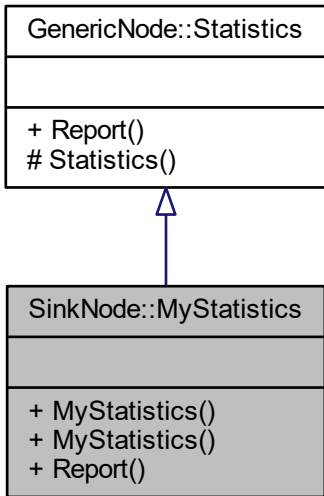 GenericNode::Statistics
+ Report()
# Statistics()
SinkNode::MyStatistics
+ MyStatistics()
+ MyStatistics()
+ Report()